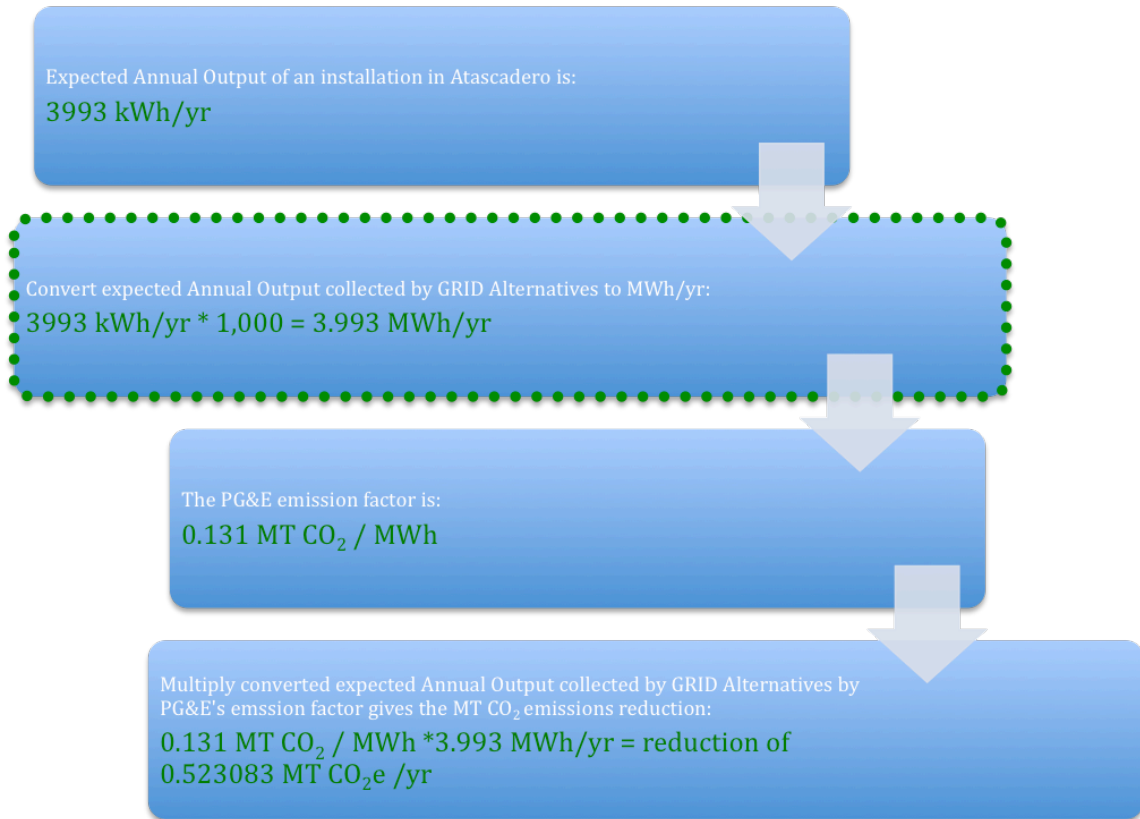 Expected Annual Output of an installation in Atascadero is:
3993 kWh/yr
Convert expected Annual Output collected by GRID Alternatives to MWh/yr:
3993 kWh/yr * 1,000 = 3.993 MWh/yr
The PG&E emission factor is:
0.131 MT CO₂ / MWh
Multiply converted expected Annual Output collected by GRID Alternatives by
PG&E's emssion factor gives the MT CO₂ emissions reduction:
0.131 MT CO₂ / MWh *3.993 MWh/yr = reduction of
0.523083 MT CO₂e /yr